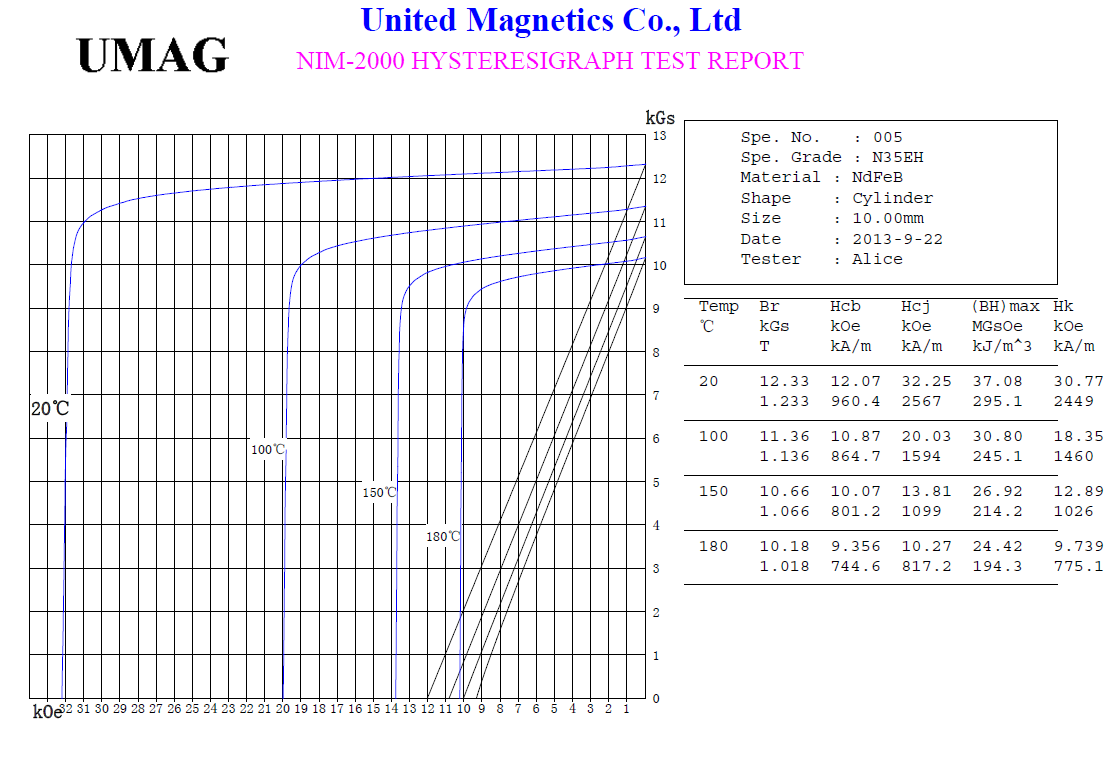 United Magnetics Co., Ltd
UMAG
NIM-2000 HYSTERESIGRAPH TEST REPORT
kGs
13
12
11
10
9
8
7
6
5
4
3
2
1
0
20℃
100℃
150℃
180℃
kOe
32 31 30 29 28 27 26 25 24 23 22 21 20 19 18 17 16 15 14 13 12 11 10 9 8 7 6 5 4 3 2 1
Spe. No. : 005
Spe. Grade : N35EH
Material : NdFeB
Shape : Cylinder
Size : 10.00mm
Date : 2013-9-22
Tester : Alice
Temp Br Hcb Hcj (BH)max Hk
℃ kGs kOe kOe MGsOe kOe
T kA/m kA/m kJ/m^3 kA/m
20 12.33 12.07 32.25 37.08 30.77
1.233 960.4 2567 295.1 2449
100 11.36 10.87 20.03 30.80 18.35
1.136 864.7 1594 245.1 1460
150 10.66 10.07 13.81 26.92 12.89
1.066 801.2 1099 214.2 1026
180 10.18 9.356 10.27 24.42 9.739
1.018 744.6 817.2 194.3 775.1